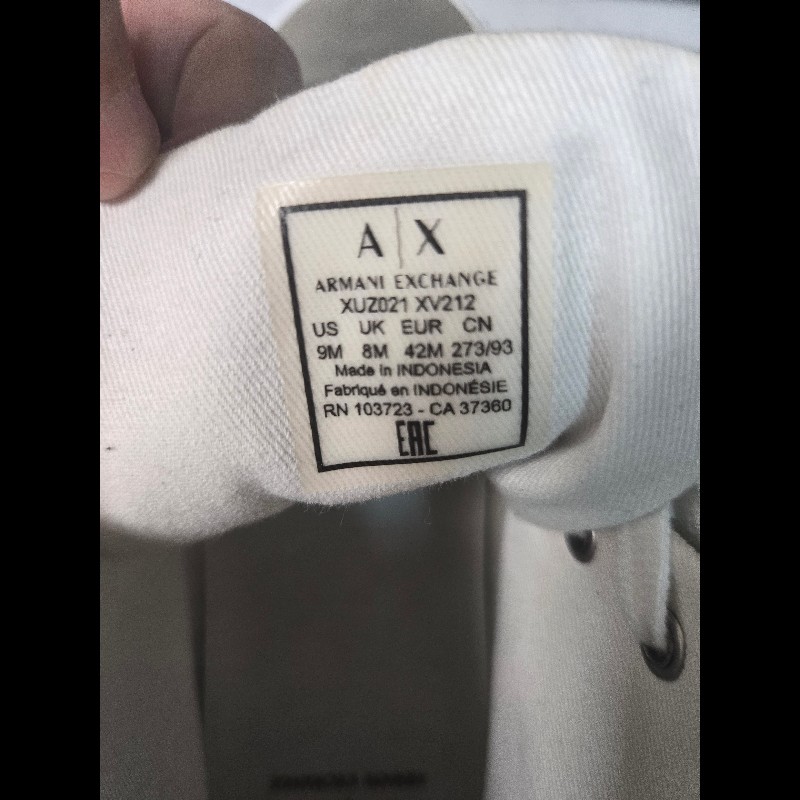 A|X
ARMANI EXCHANGE
XUZ021 XV212
US UK EUR CN
9M 8M 42M 273/93
Made in INDONESIA
Fabriqué en INDONÉSIE
RN 103723 - CA 37360
EAC